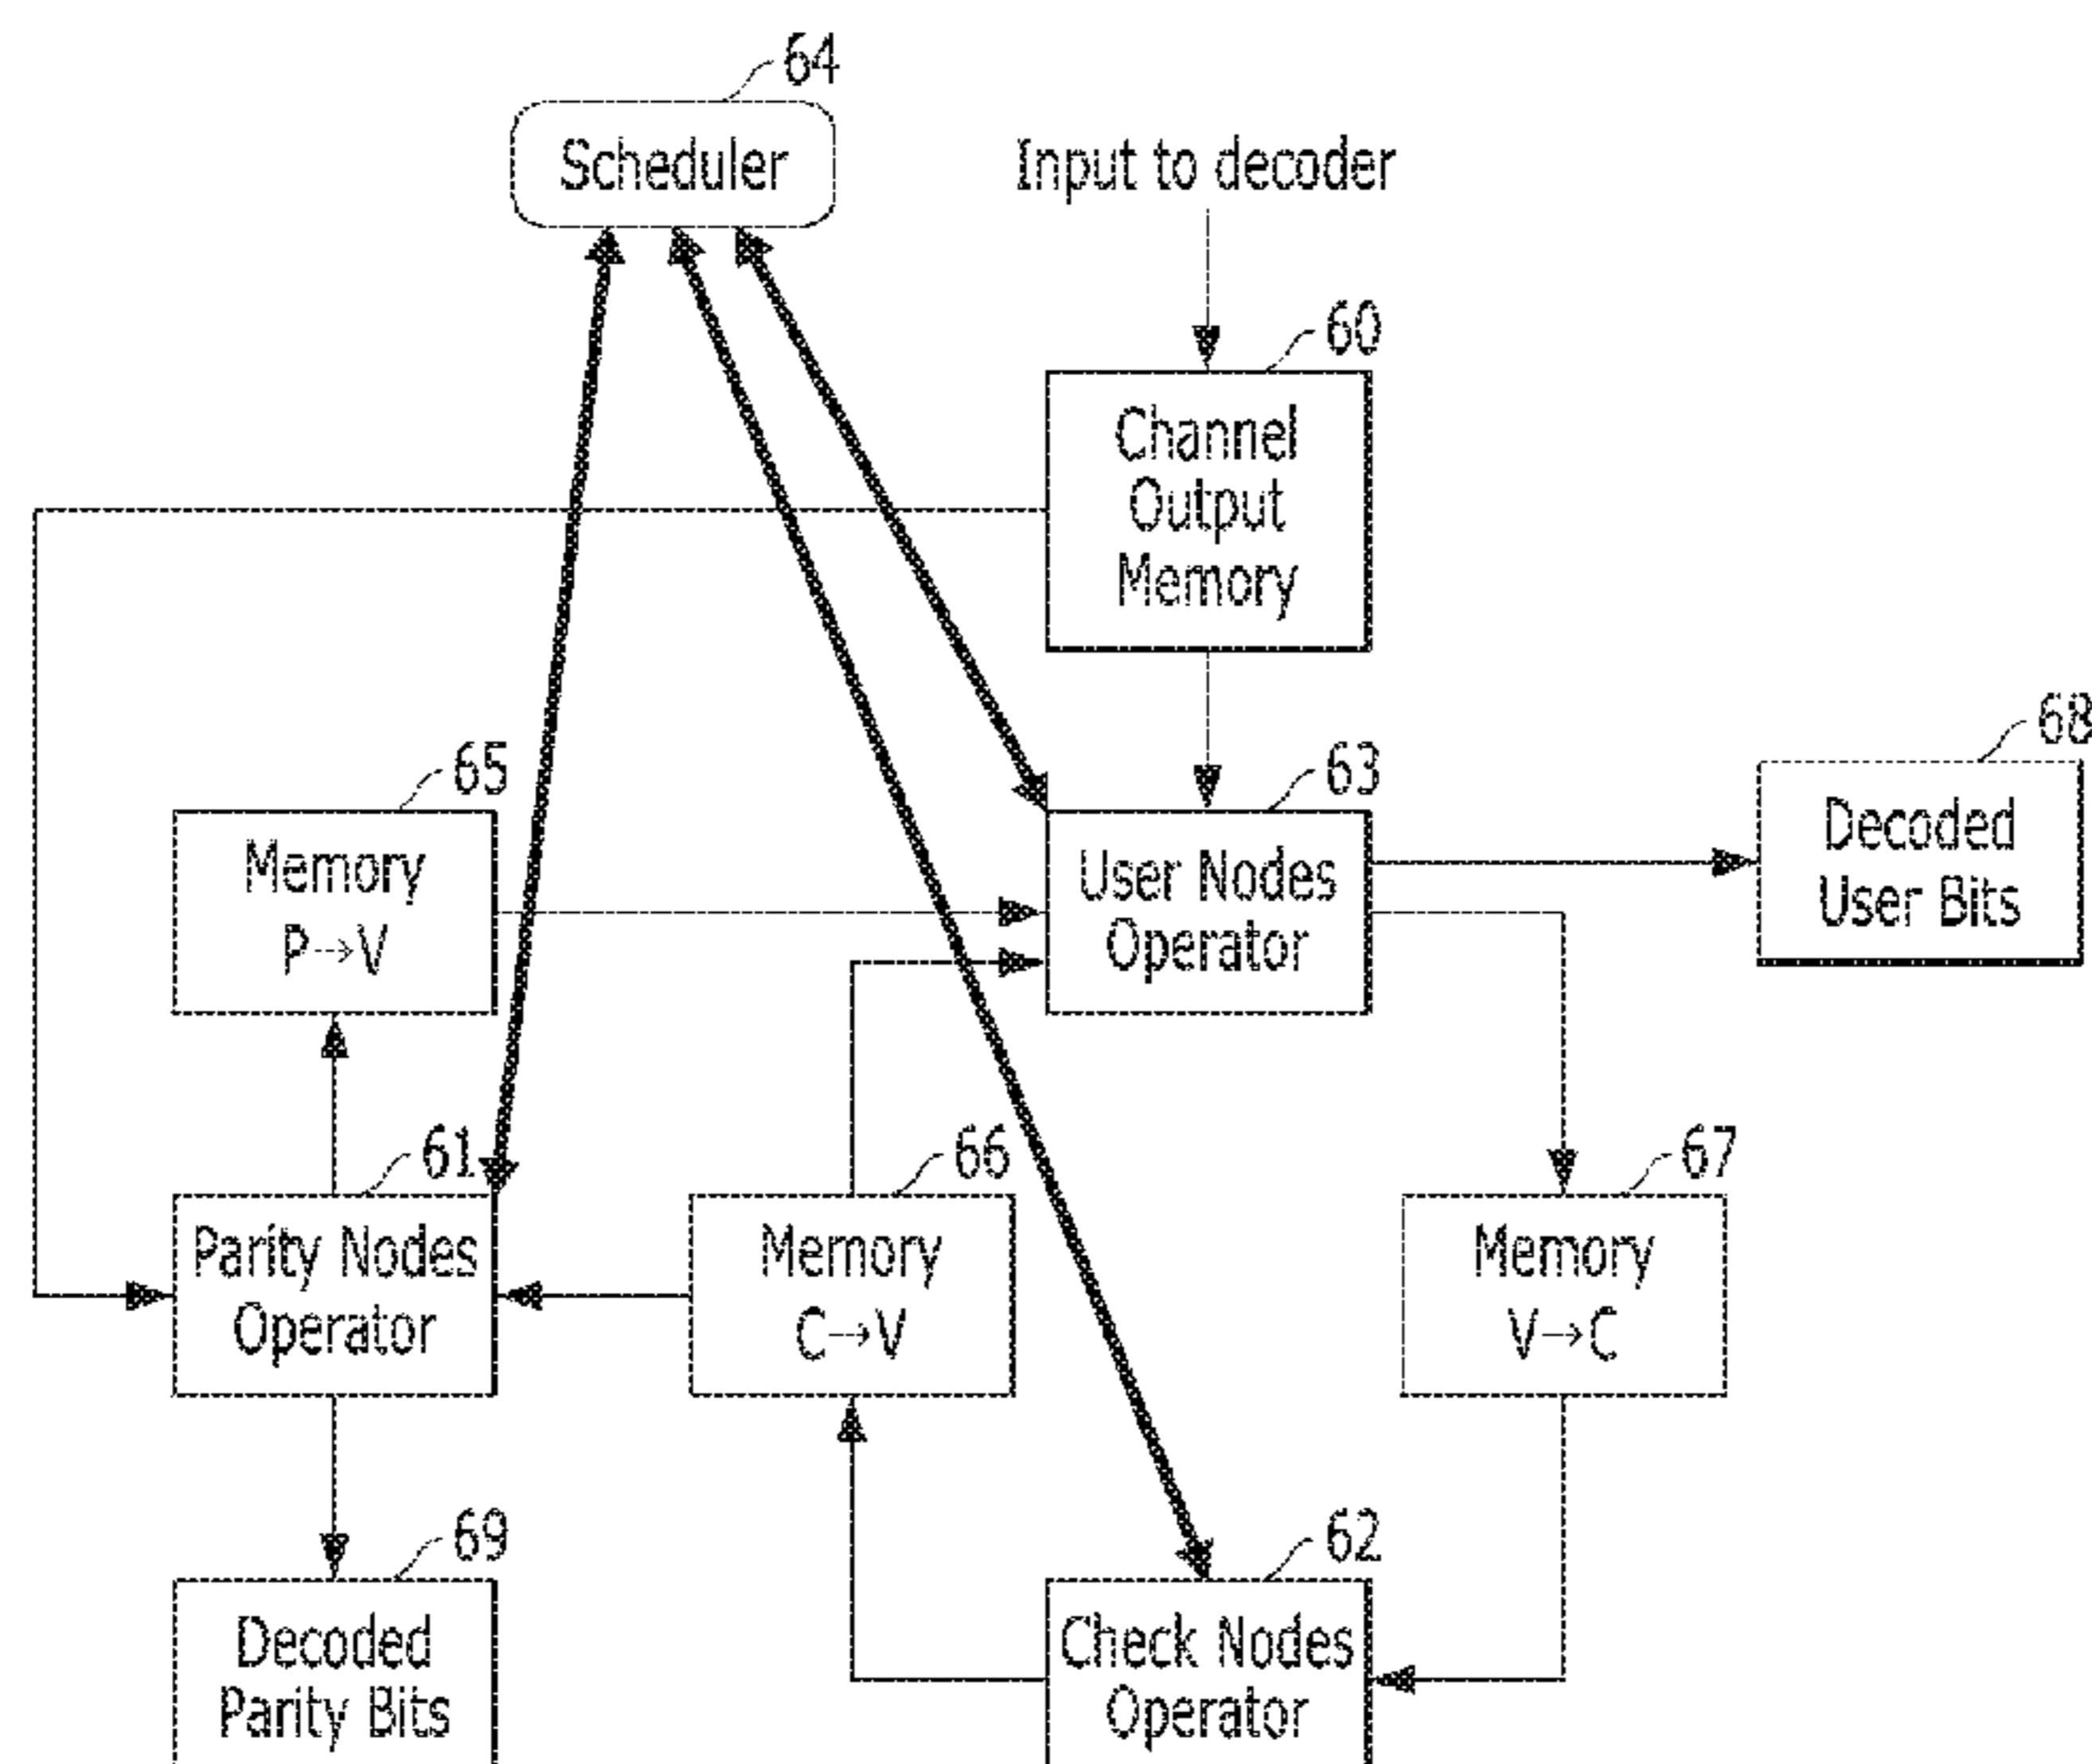 64
Scheduler
Input to decoder
60
Channel
Output
Memory
68
65
63
Decoded
User Bits
Memory
P→V
User Nodes
Operator
61
66
67
Parity Nodes
Operator
Memory
C→V
Memory
V→C
69
62
Decoded
Parity Bits
Check Nodes
Operator